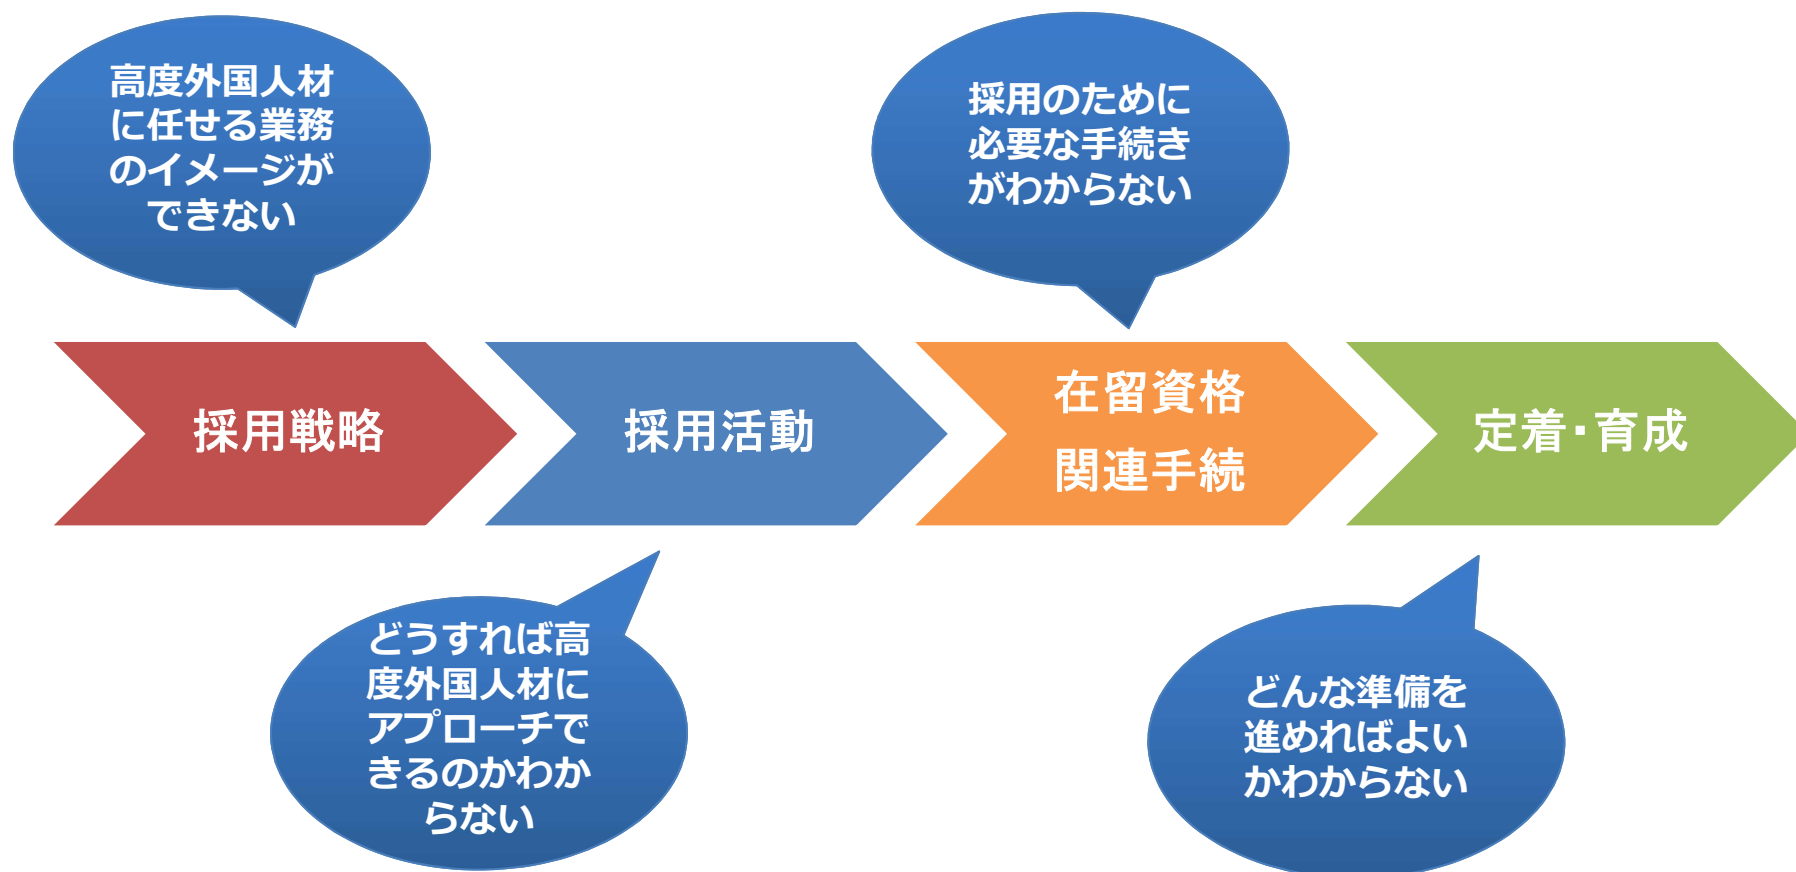 高度外国人材
に任せる業務
のイメージが
できない
採用のために
必要な手続き
がわからない
採用戦略
採用活動
在留資格
関連手続
定着・育成
どうすれば高
度外国人材に
アプローチで
きるのかわか
らない
どんな準備を
進めればよい
かわからない